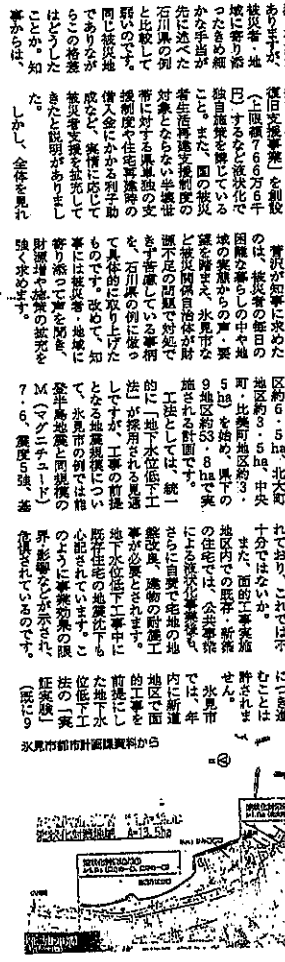 ありますが、
被災者・地
域に寄り添
ったきめ細
かな手当が
先に述べた
石川県の例
と比較して
弱いのです。
同じ被災地
でありなが
らこの格差
はどうした
ことか。知
事からは、
復旧支援事業」を創設
(上限額766万6千
円)するなど液状化で
独自施策を講じている
こと。また、国の被災
者生活再建支援制度の
対象とならない半壊世
帯に対する県単独の支
援制度や住宅再建時の
借入金にかかる利子助
成など、実情に応じて
被災者支援を拡充して
きたと説明がありまし
た。
しかし、全体を見れ
菅沢が知事に求めた
のは、被災者の毎日の
困難な暮らしの中や地
域の実態からの声・要
望を踏まえ、氷見市な
ど被災関係自治体が財
源不足の問題で対処で
きず苦慮している事柄
を、石川県の例に倣っ
て具体的に取り上げた
ものです。改めて、知
事には被災者・地域に
寄り添って声を聞き、
財源増や施策の拡充を
強く求めます。
区約6・5ha、北大町
地区約3・5ha、中央
町・比美町地区約3・
5ha)を始め、県下の
9地区約53・8haで実
施される計画です。
工法としては、統一
的に「地下水位低下工
法」が採用される見通
しですが、工事の前提
となる地震規模につい
て、氷見市の例では能
登半島地震と同規模の
M(マグニチュード)
7・6、震度5強、基
れており、これでは不
十分ではないか。
また、面的工事実施
地区内での既存・新築
の住宅では、公共事業
による液状化事業後も、
さらに自費で宅地の地
盤改良、建物の耐震工
事が必要とされます。
地下水低下工事中に
既存住宅の地盤沈下も
心配されています。こ
のように事業効果の限
界・影響などが示され、
危惧されているのです。
につき進
むことは
許されま
せん。
氷見市
では、年
内に新道
地区で面
的工事を
前提にし
た地下水
位低下工
法の「実
証実験」
(既に9
氷見市都市計画課資料から
液状化対策検討地 A=13.5ha